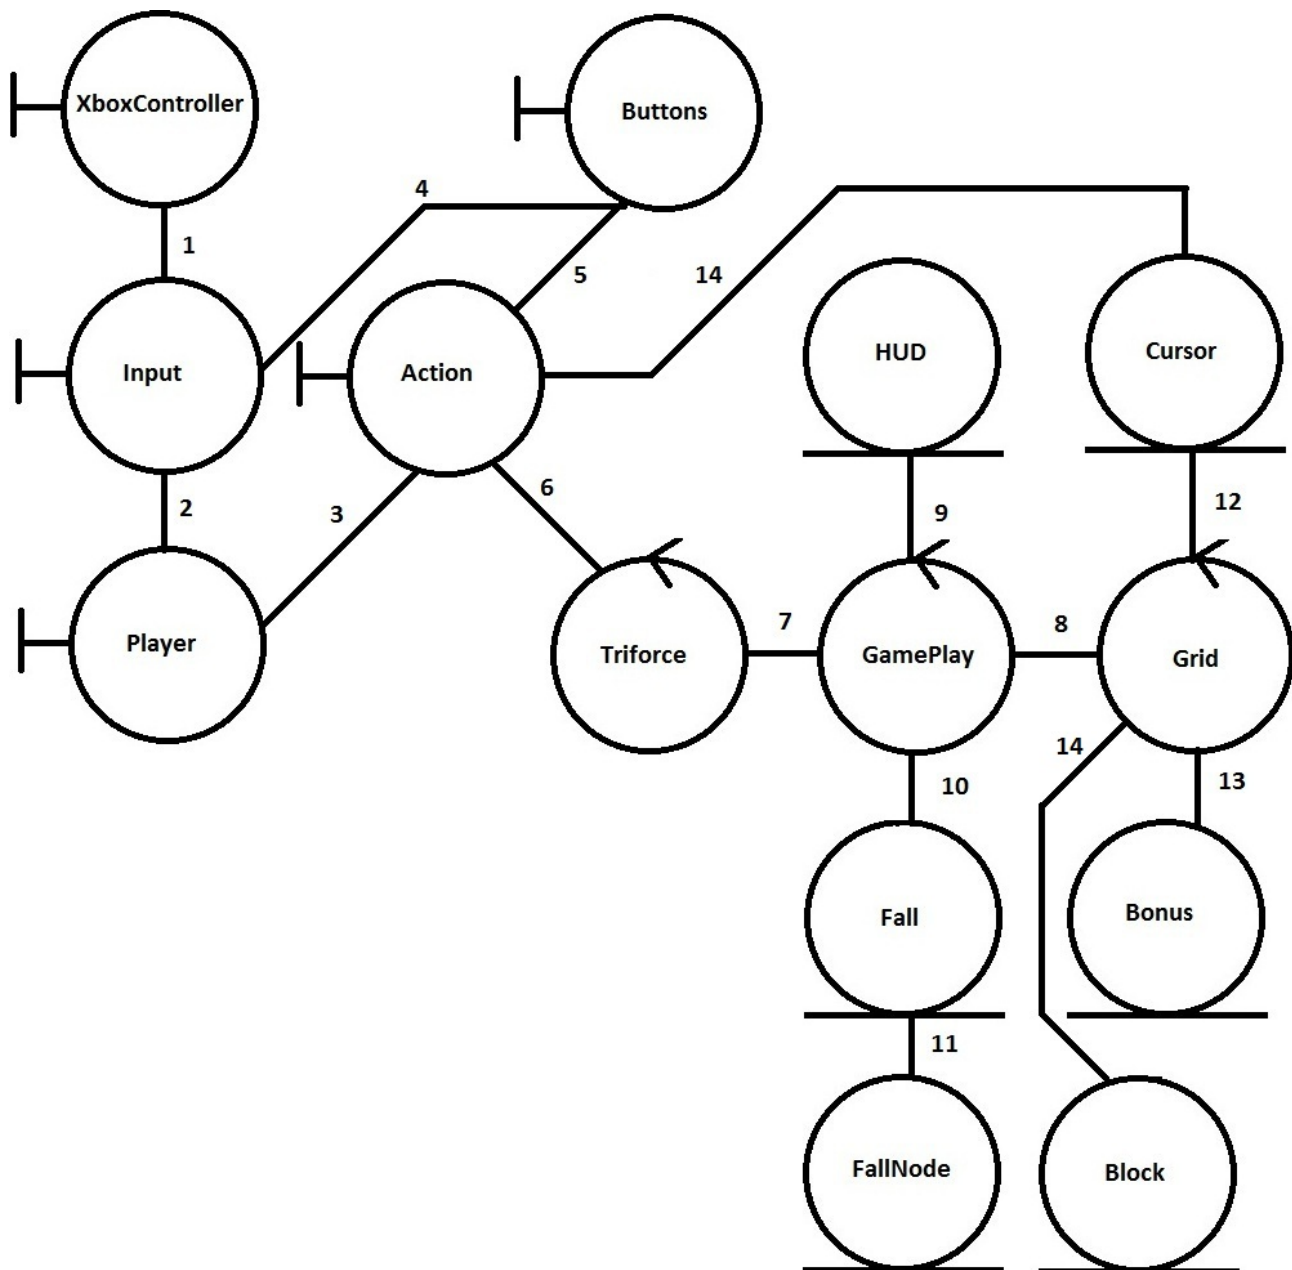 XboxController
Buttons
4
1
5
14
Input
Action
HUD
Cursor
2
3
6
9
12
Player
Triforce
7
GamePlay
8
Grid
14
10
13
Fall
Bonus
11
FallNode
Block